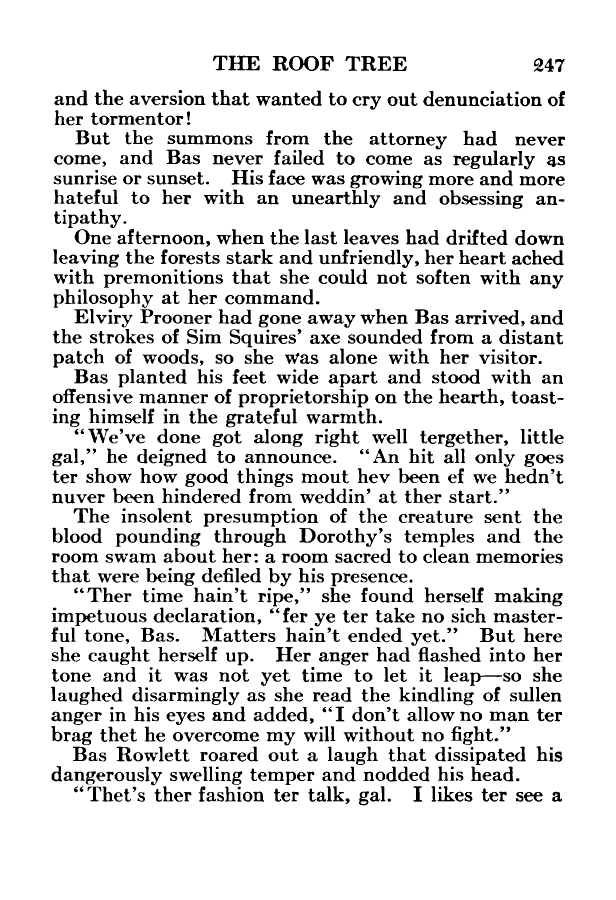 THE ROOF TREE 247
and the aversion that wanted to cry out denunciation of
her tormentor!
But the summons from the attorney had never
come, and Bas never failed to come as regularly as
sunrise or sunset. His face was growing more and more
hateful to her with an unearthly and obsessing an-
tipathy.
One afternoon, when the last leaves had drifted down
leaving the forests stark and unfriendly, her heart ached
with premonitions that she could not soften with any
philosophy at her command.
Elviry Prooner had gone away when Bas arrived, and
the strokes of Sim Squires' axe sounded from a distant
patch of woods, so she was alone with her visitor.
Bas planted his feet wide apart and stood with an
offensive manner of proprietorship on the hearth, toast-
ing himself in the grateful warmth.
"We've done got along right well tergether, little
gal," he deigned to announce. "An hit all only goes
ter show how good things mout hev been ef we hedn't
nuver been hindered from weddin' at ther start."
The insolent presumption of the creature sent the
blood pounding through Dorothy's temples and the
room swam about her: a room sacred to clean memories
that were being defiled by his presence.
"Ther time hain't ripe," she found herself making
impetuous declaration, "fer ye ter take no sich master-
ful tone, Bas. Matters hain't ended yet." But here
she caught herself up. Her anger had flashed into her
tone and it was not yet time to let it leap—so she
laughed disarmingly as she read the kindling of sullen
anger in his eyes and added, "I don't allow no man ter
brag thet he overcome my will without no fight."
Bas Rowlett roared out a laugh that dissipated his
dangerously swelling temper and nodded his head.
"Thet's ther fashion ter talk, gal. I likes ter see a